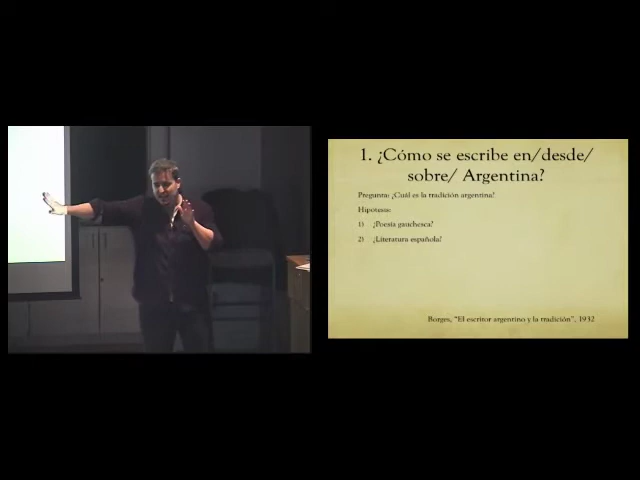 1. ¿Cómo se escribe en/desde/
sobre/ Argentina?
Pregunta: ¿Cuál es la tradición argentina?
Hipótesis:
1) ¿Poesía gauchesca?
2) ¿Literatura española?
Borges, "El escritor argentino y la tradición", 1932